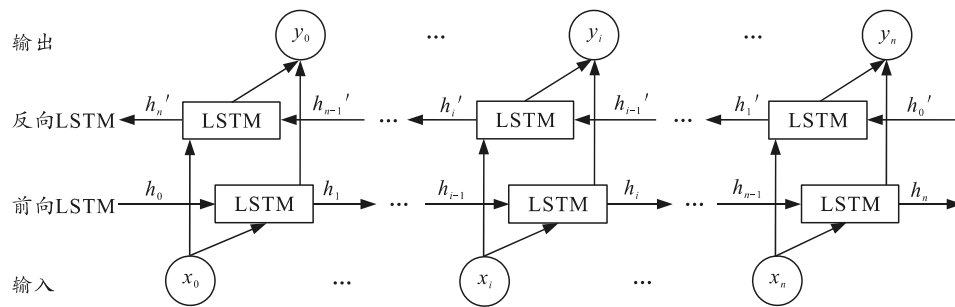 输出 y₀ … yᵢ … yₙ
hₙ′ hₙ₋₁′ hᵢ′ hᵢ₋₁′ h₁′ h₀′
反向LSTM LSTM … LSTM … LSTM
h₀ h₁ hᵢ₋₁ hᵢ hₙ₋₁ hₙ
前向LSTM LSTM … LSTM … LSTM
输入 x₀ … xᵢ … xₙ